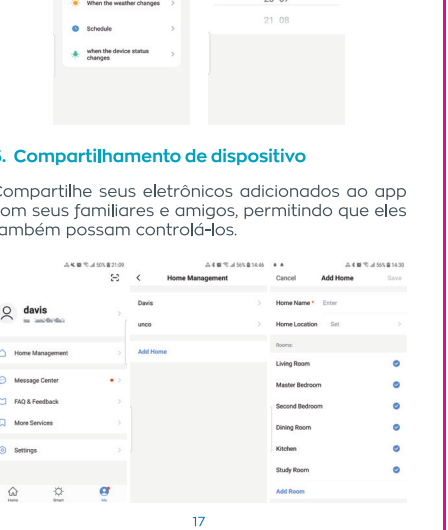 When the weather changes
Schedule
when the device status
changes
21 08
. Compartilhamento de dispositivo
Compartilhe seus eletrônicos adicionados ao app
com seus familiares e amigos, permitindo que eles
também possam controlá-los.
50% 21:09
davis
Home Management
Message Center
FAQ & Feedback
More Services
Settings
Home Smart Me
56% 14:46
Home Management
Davis
unco
Add Home
56% 14:30
Cancel Add Home Save
Home Name * Enter
Home Location Set
Rooms:
Living Room
Master Bedroom
Second Bedroom
Dining Room
Kitchen
Study Room
Add Room
17